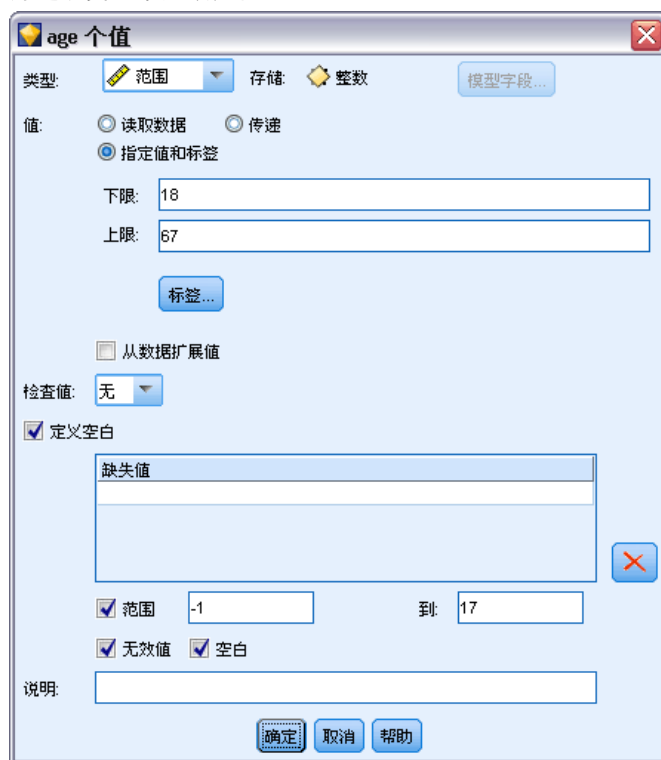 age 个值
类型: 范围 存储: 整数 模型字段...
值: 读取数据 传递
指定值和标签
下限: 18
上限: 67
标签...
从数据扩展值
检查值: 无
定义空白
缺失值
范围 -1 到: 17
无效值 空白
说明:
确定 取消 帮助